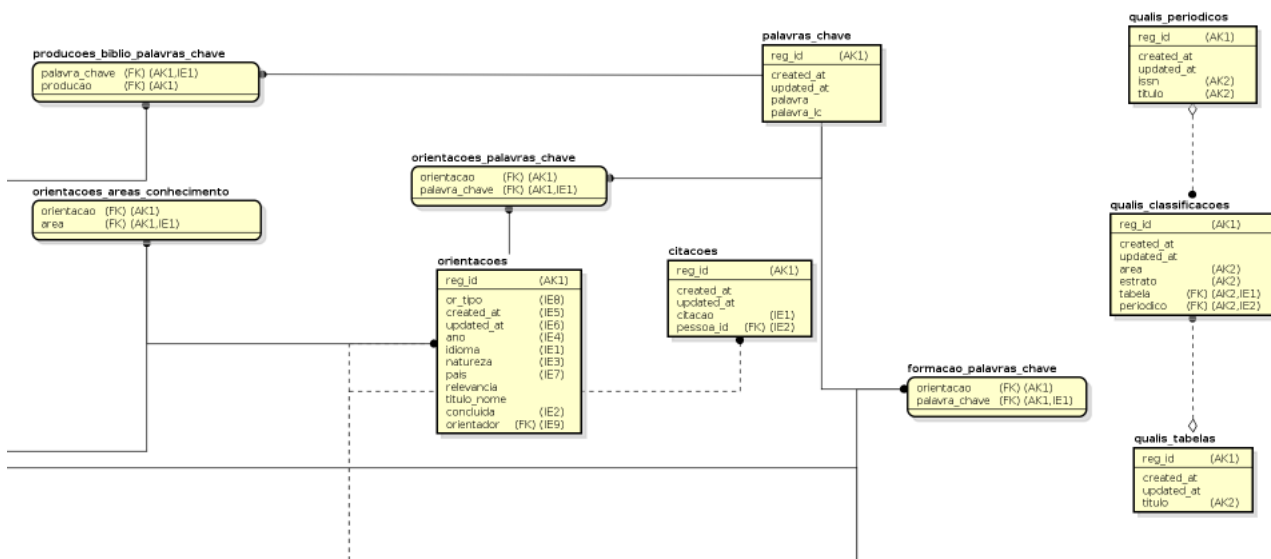 producoes_biblio_palavras_chave
palavra_chave (FK) (AK1,IE1)
producao (FK) (AK1)
palavras_chave
reg_id (AK1)
created_at
updated_at
palavra
palavra_lc
qualis_periodicos
reg_id (AK1)
created_at
updated_at
issn (AK2)
titulo (AK2)
orientacoes_palavras_chave
orientacao (FK) (AK1)
palavra_chave (FK) (AK1,IE1)
orientacoes_areas_conhecimento
orientacao (FK) (AK1)
area (FK) (AK1,IE1)
qualis_classificacoes
reg_id (AK1)
created_at
updated_at
area (AK2)
estrato (AK2)
tabela (FK) (AK2,IE1)
periodico (FK) (AK2,IE2)
orientacoes
reg_id (AK1)
or_tipo (IE8)
created_at (IE5)
updated_at (IE6)
ano (IE4)
idioma (IE1)
natureza (IE3)
pais (IE7)
relevancia
titulo_nome
concluida (IE2)
orientador (FK) (IE9)
citacoes
reg_id (AK1)
created_at
updated_at
citacao (IE1)
pessoa_id (FK) (IE2)
formacao_palavras_chave
orientacao (FK) (AK1)
palavra_chave (FK) (AK1,IE1)
qualis_tabelas
reg_id (AK1)
created_at
updated_at
titulo (AK2)